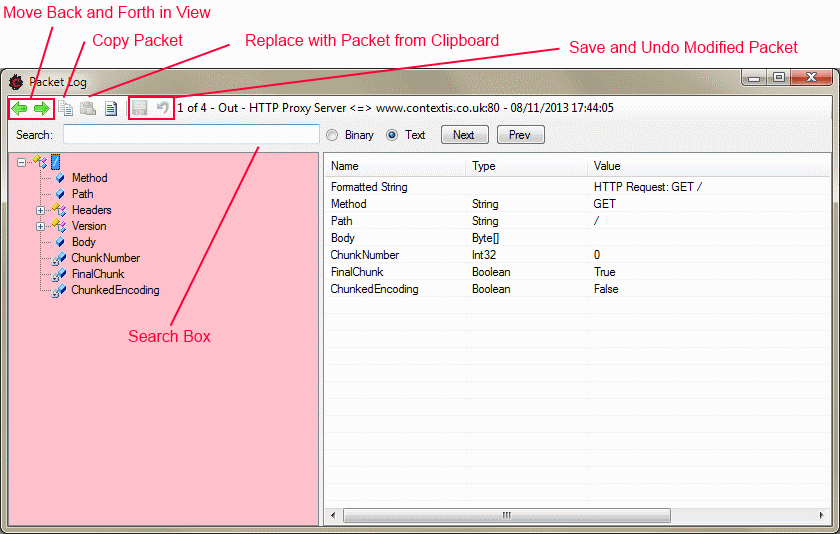 Move Back and Forth in View
Copy Packet
Replace with Packet from Clipboard
Save and Undo Modified Packet
Packet Log
1 of 4 - Out - HTTP Proxy Server <=> www.contextis.co.uk:80 - 08/11/2013 17:44:05
Search: Binary Text Next Prev
/
Method
Path
Headers
Version
Body
ChunkNumber
FinalChunk
ChunkedEncoding
Search Box
Name Type Value
Formatted String HTTP Request: GET /
Method String GET
Path String /
Body Byte[]
ChunkNumber Int32 0
FinalChunk Boolean True
ChunkedEncoding Boolean False